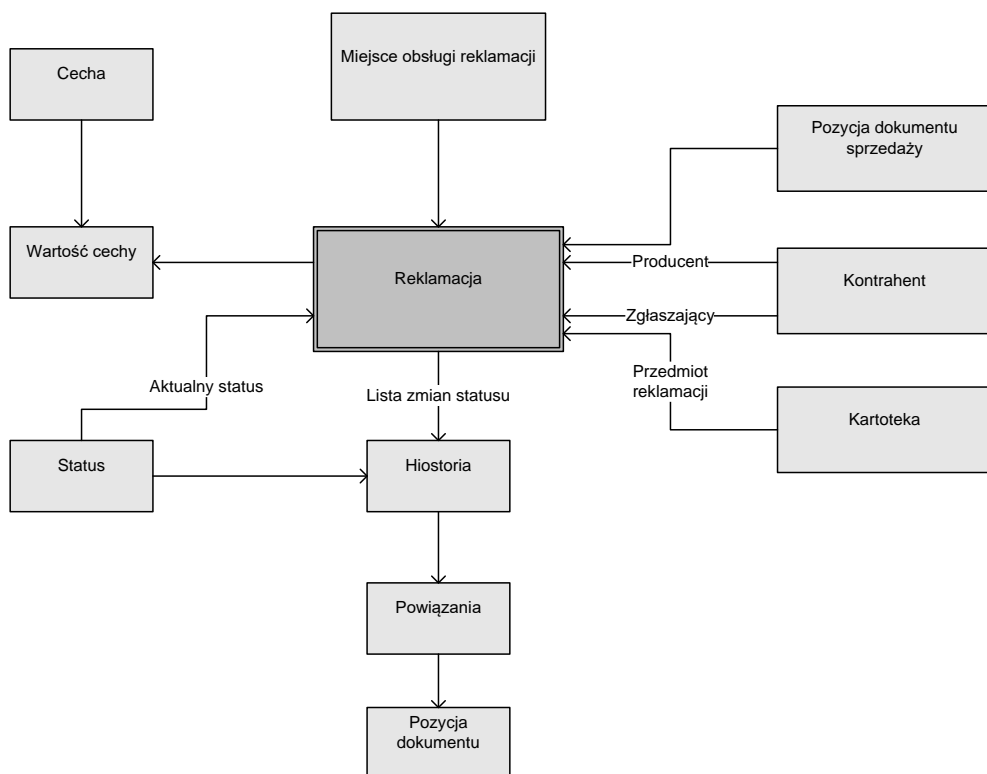 Miejsce obsługi reklamacji
Cecha
Pozycja dokumentu
sprzedaży
Wartość cechy
Reklamacja
Producent
Kontrahent
Zgłaszający
Aktualny status
Lista zmian statusu
Przedmiot
reklamacji
Kartoteka
Status
Hiostoria
Powiązania
Pozycja
dokumentu